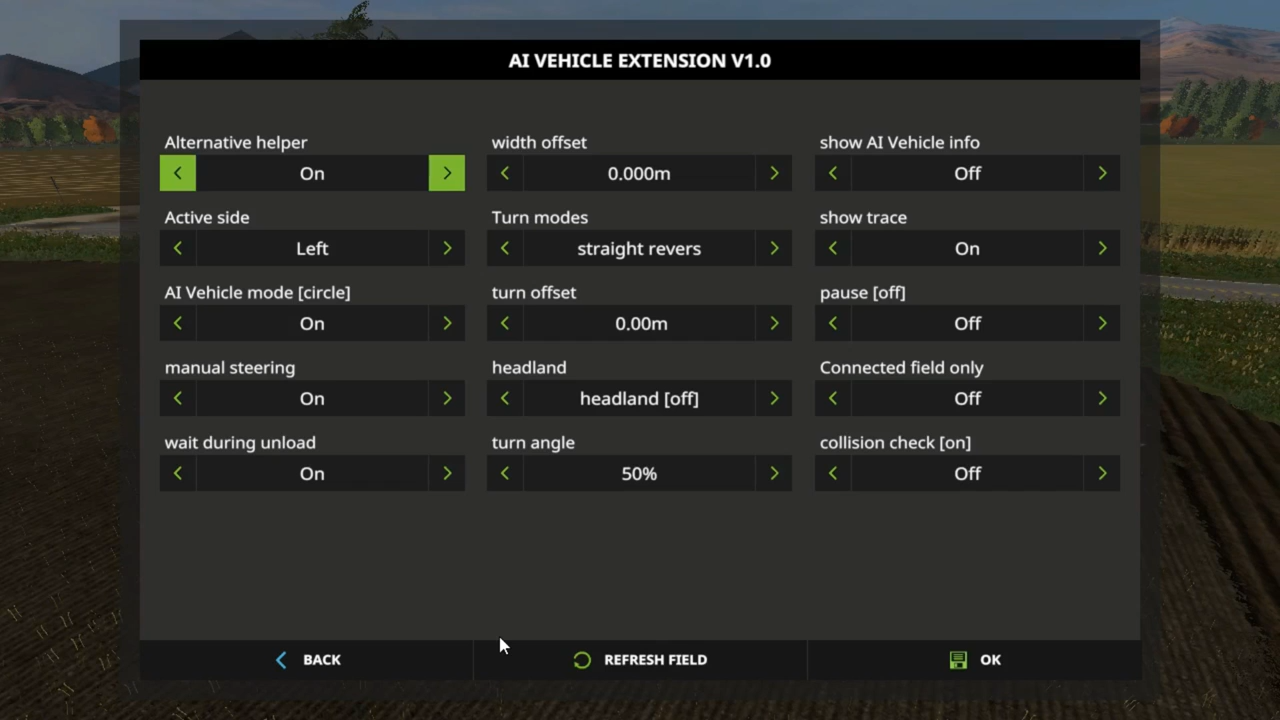 AI VEHICLE EXTENSION V1.0
Alternative helper
On
Active side
Left
AI Vehicle mode [circle]
On
manual steering
On
wait during unload
On
width offset
0.000m
Turn modes
straight revers
turn offset
0.00m
headland
headland [off]
turn angle
50%
show AI Vehicle info
Off
show trace
On
pause [off]
Off
Connected field only
Off
collision check [on]
Off
BACK
REFRESH FIELD
OK